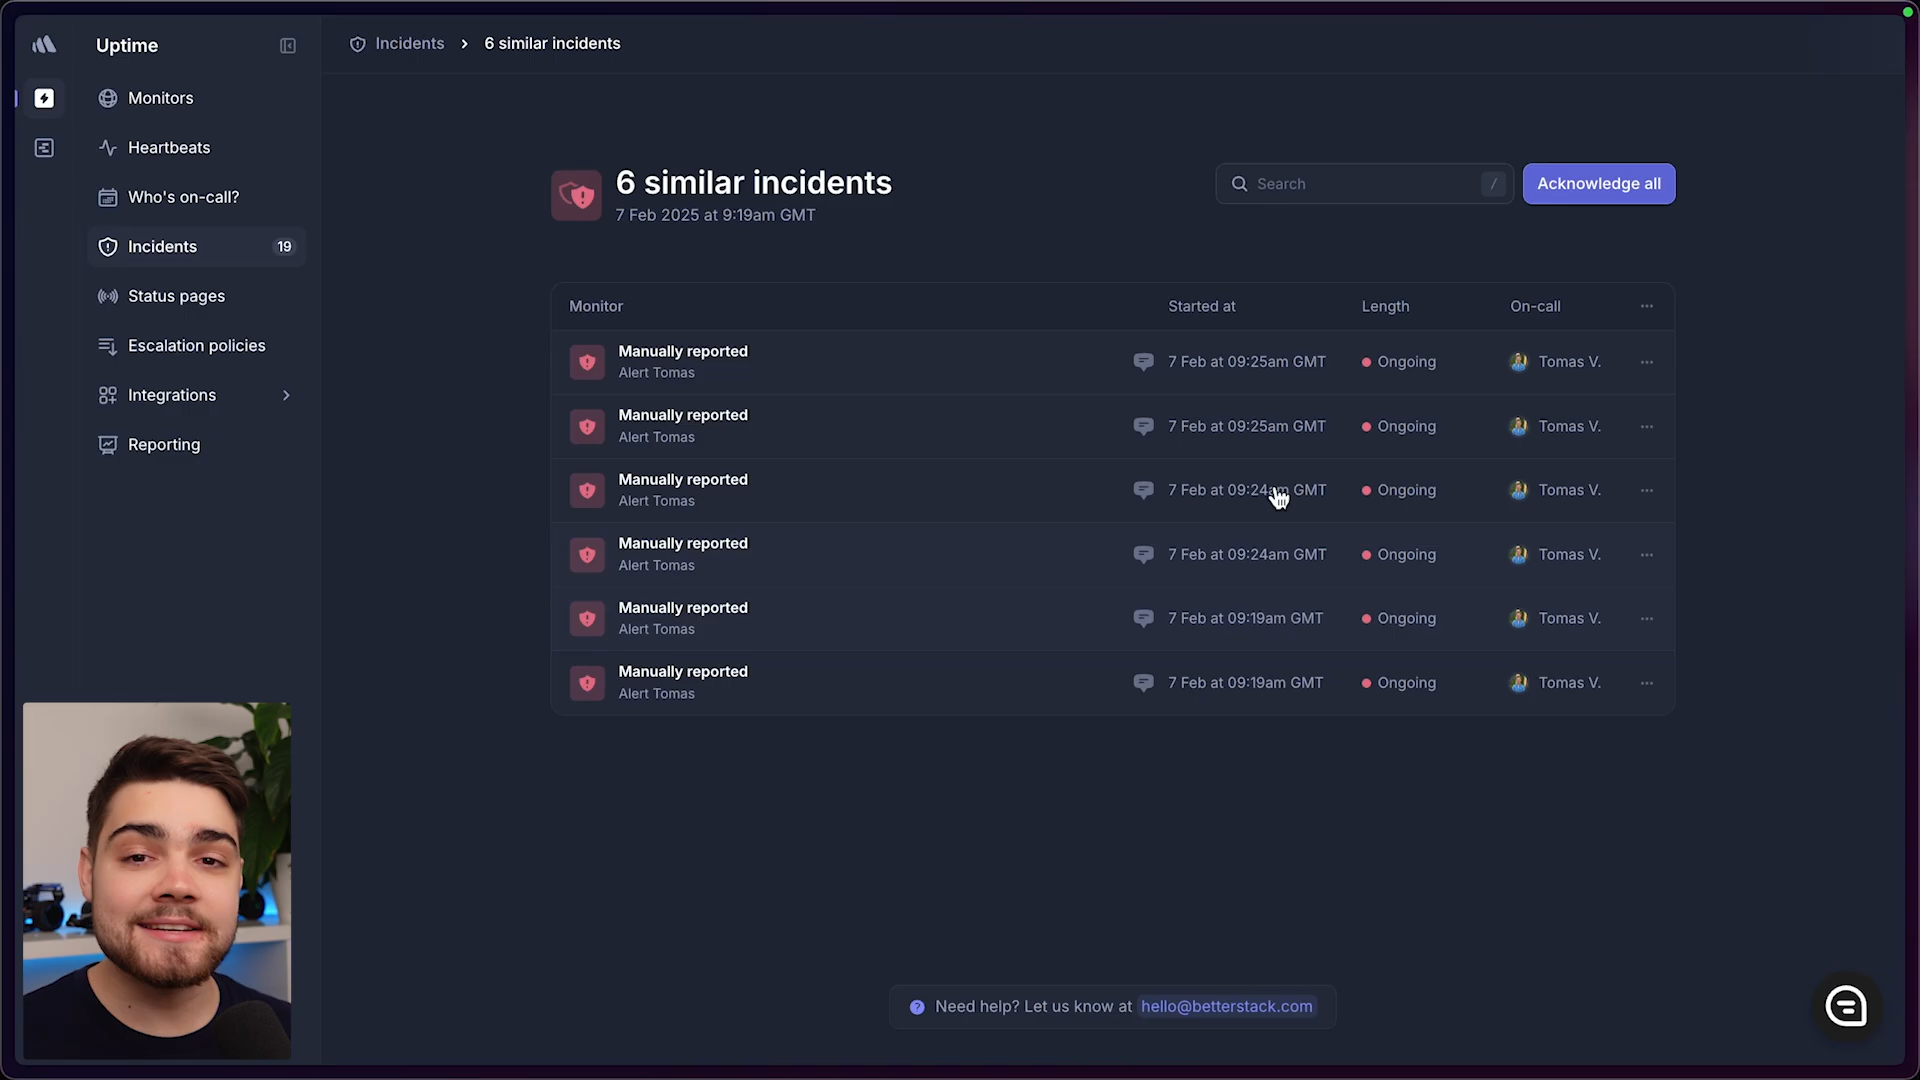 Uptime
Monitors
Heartbeats
Who's on-call?
Incidents 19
Status pages
Escalation policies
Integrations
Reporting
Incidents > 6 similar incidents
6 similar incidents
7 Feb 2025 at 9:19am GMT
Search /
Acknowledge all
Monitor Started at Length On-call
Manually reported
Alert Tomas
7 Feb at 09:25am GMT Ongoing Tomas V.
Manually reported
Alert Tomas
7 Feb at 09:25am GMT Ongoing Tomas V.
Manually reported
Alert Tomas
7 Feb at 09:24am GMT Ongoing Tomas V.
Manually reported
Alert Tomas
7 Feb at 09:24am GMT Ongoing Tomas V.
Manually reported
Alert Tomas
7 Feb at 09:19am GMT Ongoing Tomas V.
Manually reported
Alert Tomas
7 Feb at 09:19am GMT Ongoing Tomas V.
Need help? Let us know at hello@betterstack.com